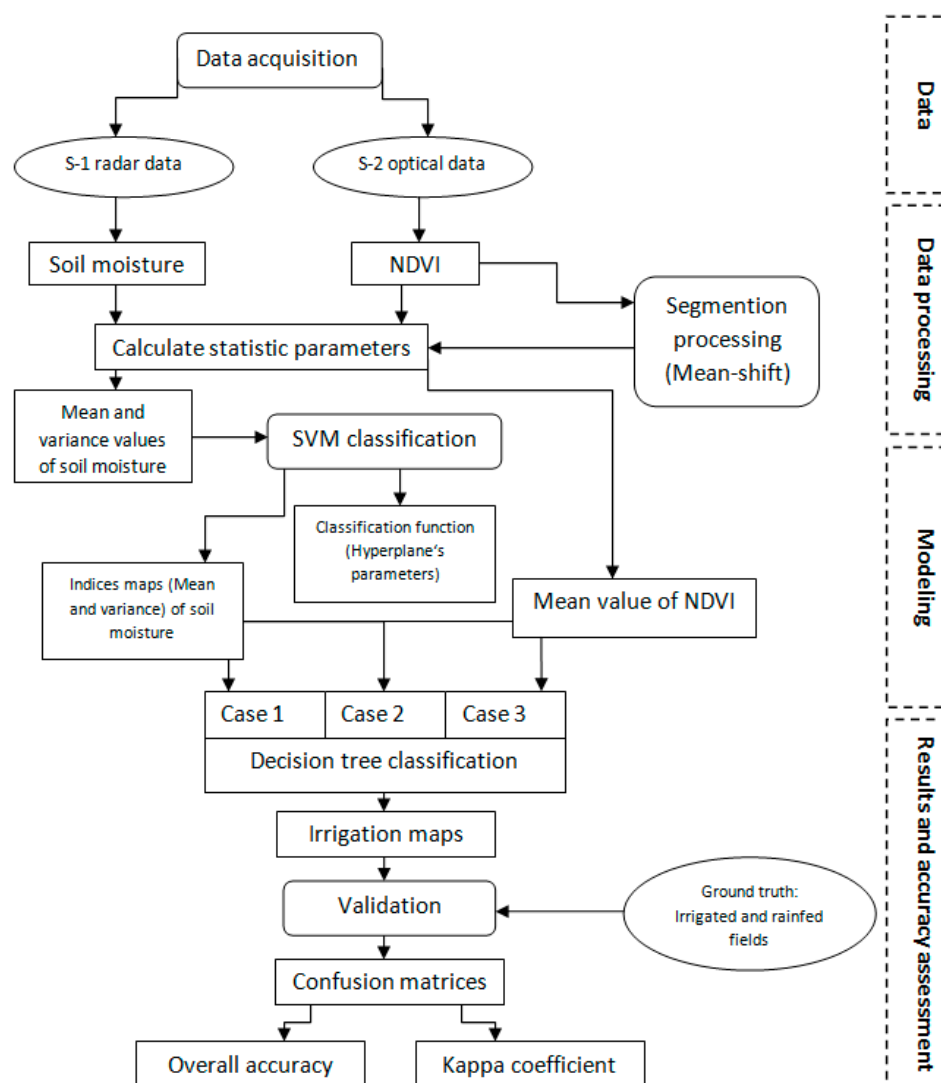 Data acquisition
S-1 radar data
S-2 optical data
Soil moisture
NDVI
Segmention
processing
(Mean-shift)
Calculate statistic parameters
Mean and
variance values
of soil moisture
SVM classification
Classification function
(Hyperplane's
parameters)
Indices maps (Mean
and variance) of soil
moisture
Mean value of NDVI
Case 1
Case 2
Case 3
Decision tree classification
Irrigation maps
Validation
Ground truth:
Irrigated and rainfed
fields
Confusion matrices
Overall accuracy
Kappa coefficient
Data
Data processing
Modeling
Results and accuracy assessment